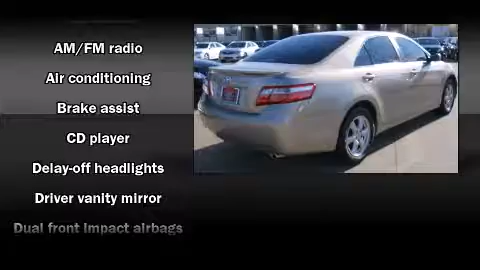 AM/FM radio
Air conditioning
Brake assist
CD player
Delay-off headlights
Driver vanity mirror
Dual front impact airbags